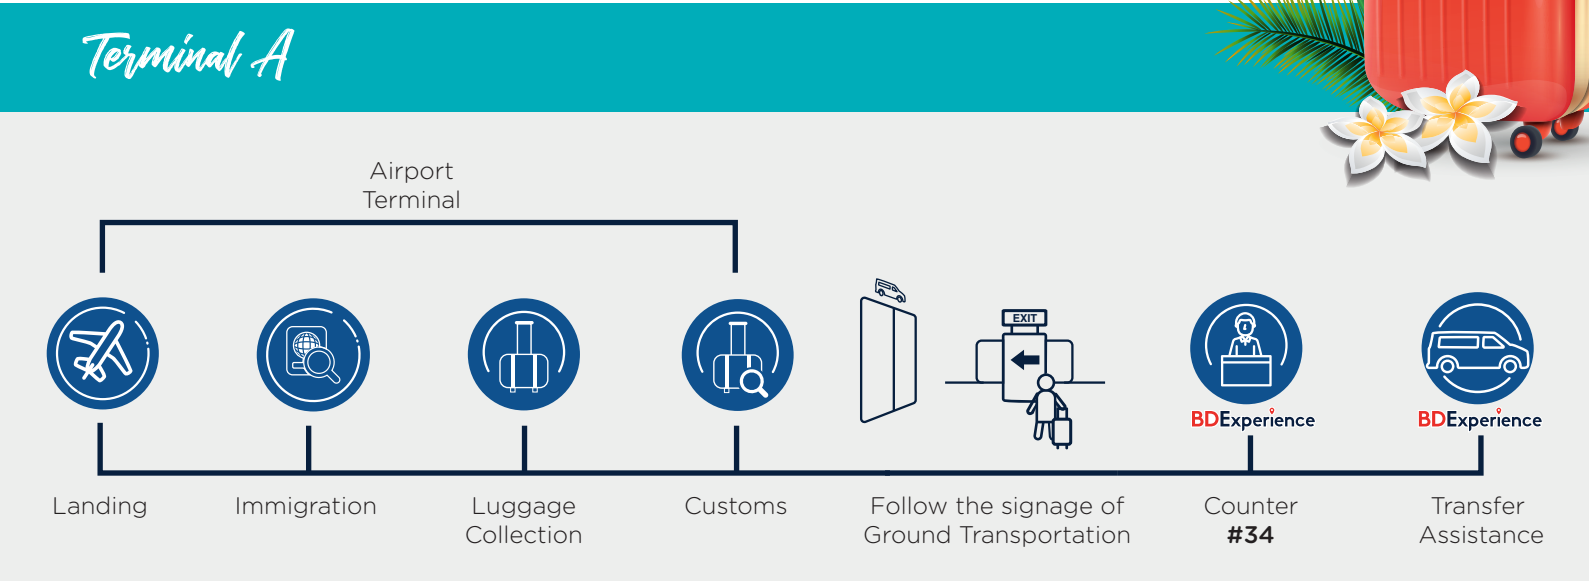 Terminal A
Airport
Terminal
EXIT
BDExperience
BDExperience
Landing
Immigration
Luggage
Collection
Customs
Follow the signage of
Ground Transportation
Counter
#34
Transfer
Assistance